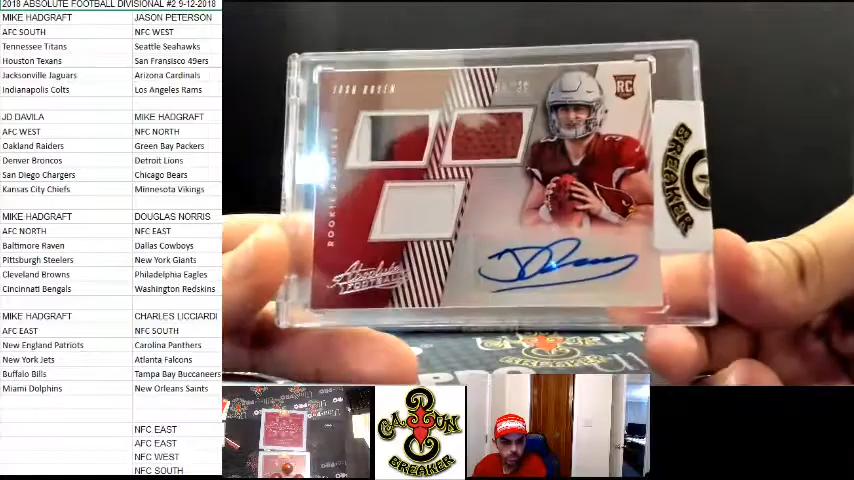 2018 ABSOLUTE FOOTBALL DIVISIONAL #2 9-12-2018
MIKE HADGRAFT JASON PETERSON
AFC SOUTH NFC WEST
Tennessee Titans Seattle Seahawks
Houston Texans San Fransisco 49ers
Jacksonville Jaguars Arizona Cardinals
Indianapolis Colts Los Angeles Rams
JD DAVILA MIKE HADGRAFT
AFC WEST NFC NORTH
Oakland Raiders Green Bay Packers
Denver Broncos Detroit Lions
San Diego Chargers Chicago Bears
Kansas City Chiefs Minnesota Vikings
MIKE HADGRAFT DOUGLAS NORRIS
AFC NORTH NFC EAST
Baltimore Raven Dallas Cowboys
Pittsburgh Steelers New York Giants
Cleveland Browns Philadelphia Eagles
Cincinnati Bengals Washington Redskins
MIKE HADGRAFT CHARLES LICCIARDI
AFC EAST NFC SOUTH
New England Patriots Carolina Panthers
New York Jets Atlanta Falcons
Buffalo Bills Tampa Bay Buccaneers
Miami Dolphins New Orleans Saints
NFC EAST
AFC EAST
NFC WEST
NFC SOUTH
JOSH ROSEN
RC
ROOKIE PREMIERE
Absolute
FOOTBALL
BREAKER
CAJUN
BREAKER